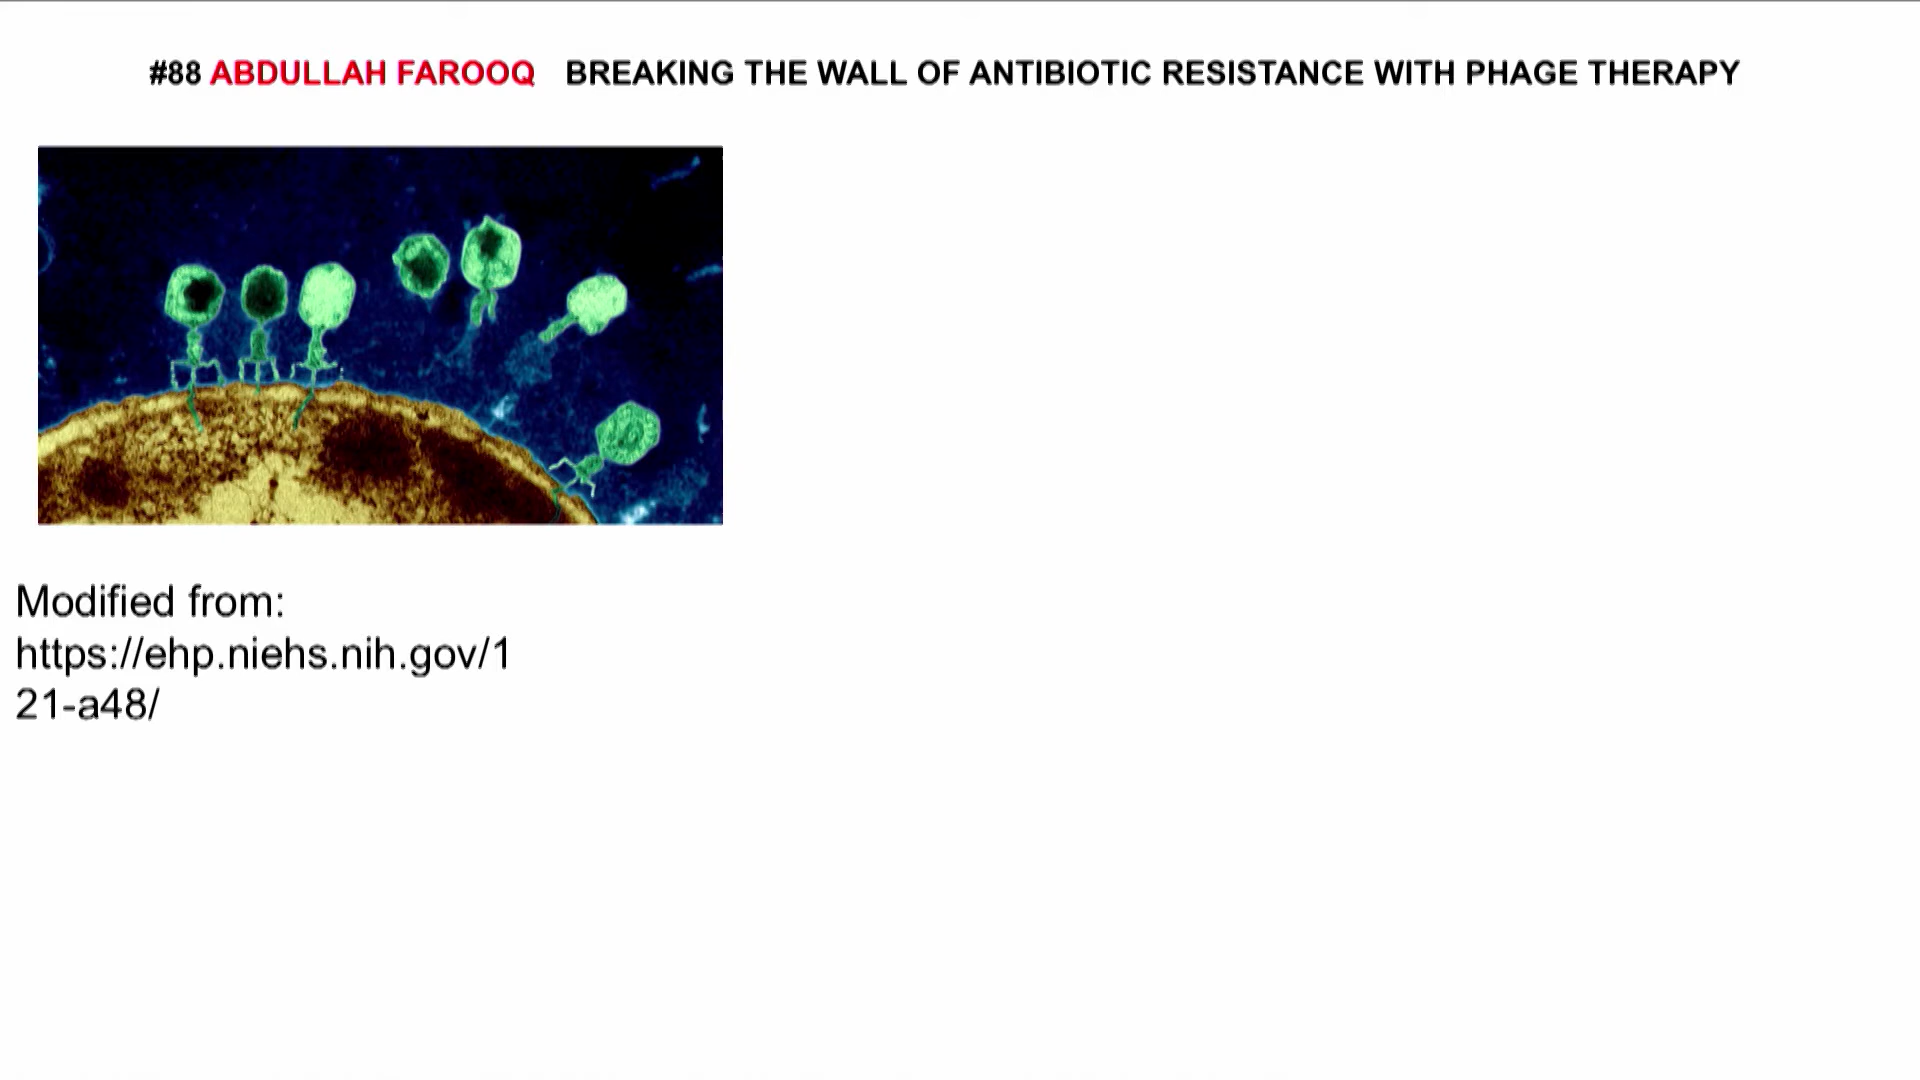 #88 ABDULLAH FAROOQ BREAKING THE WALL OF ANTIBIOTIC RESISTANCE WITH PHAGE THERAPY
Modified from:
https://ehp.niehs.nih.gov/1
21-a48/